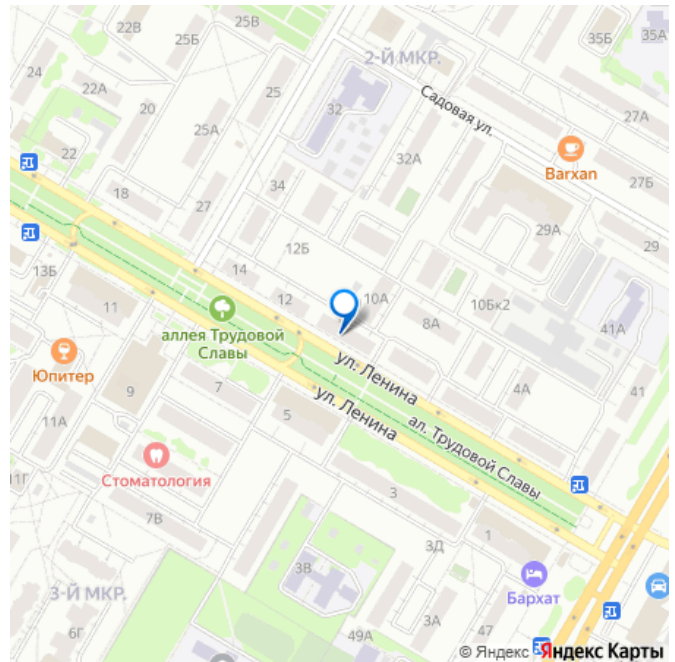 22В
25Б
25В
35Б
35А
2-Й МКР.
24
22А
20
25
25А
32
Садовая ул.
27А
Barxan
22
32А
27Б
18
34
27
29А
29
12Б
13Б
14
12
10А
10Бк2
11
8А
41А
аллея Трудовой
Славы
Юпитер
ул. Ленина
9
7
4А
41
11А
5
ул. Ленина
ал. Трудовой Славы
Стоматология
11Г
3
7В
1
3Д
3В
Бархат
3-Й МКР.
3А
47
6Г
49А
© Яндекс
Яндекс Карты